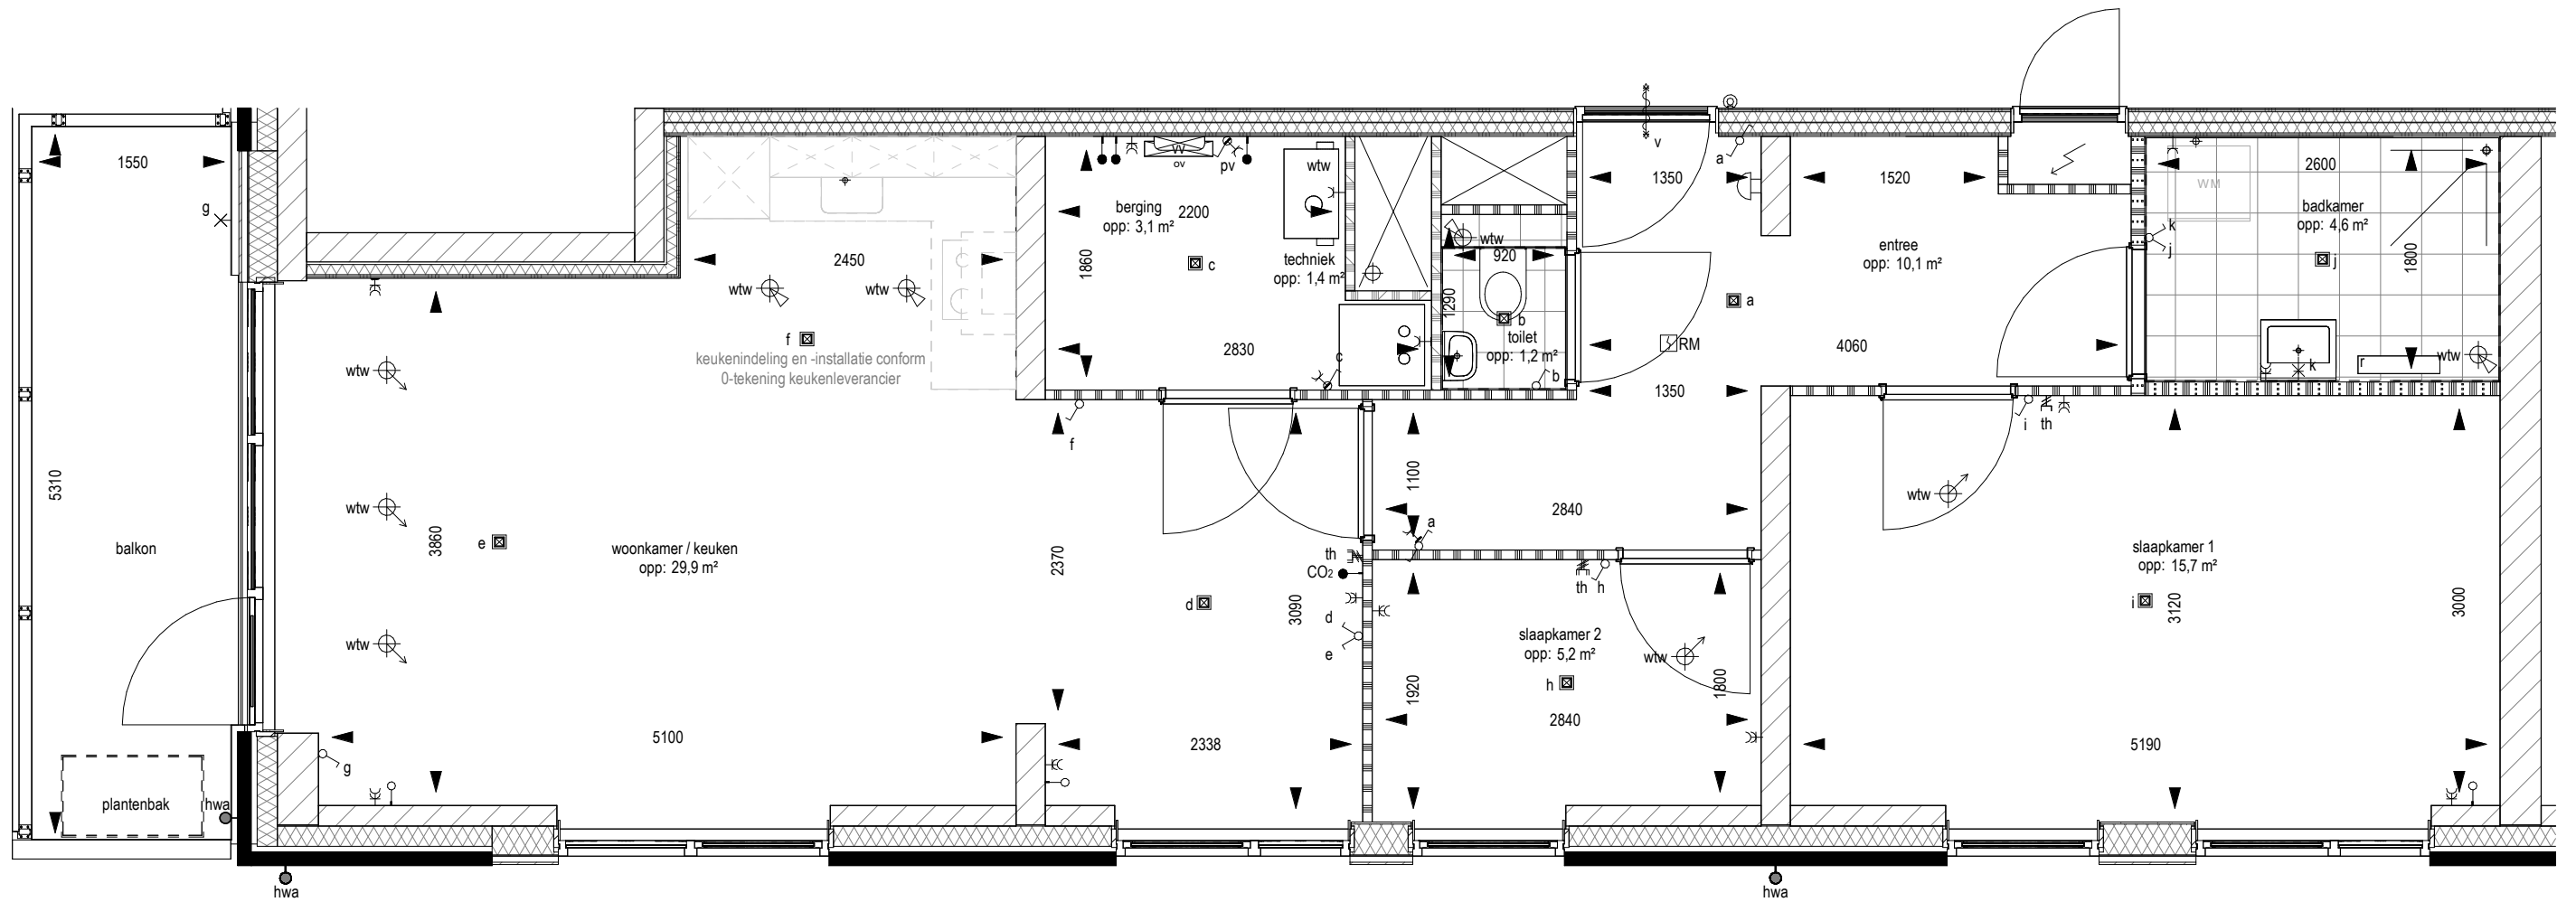 1550
g
5310
balkon
plantenbak
hwa
hwa
wtw
wtw
wtw
3860
e
g
woonkamer / keuken
opp: 29,9 m²
5100
2450
wtw
wtw
f
keukenindeling en -installatie conform
0-tekening keukenleverancier
f
2370
2338
berging
opp: 3,1 m²
2200
1860
c
2830
ov
pv
wtw
techniek
opp: 1,4 m²
c
d
3090
th
CO₂
d
e
wtw
920
1290
b
toilet
opp: 1,2 m²
b
v
a
1350
a
RM
1350
1100
2840
a
th
h
slaapkamer 2
opp: 5,2 m²
wtw
h
1920
1800
2840
1520
entree
opp: 10,1 m²
4060
WM
2600
badkamer
opp: 4,6 m²
k
j
j
1800
wtw
r
k
i
th
wtw
slaapkamer 1
opp: 15,7 m²
i
3120
3000
5190
hwa